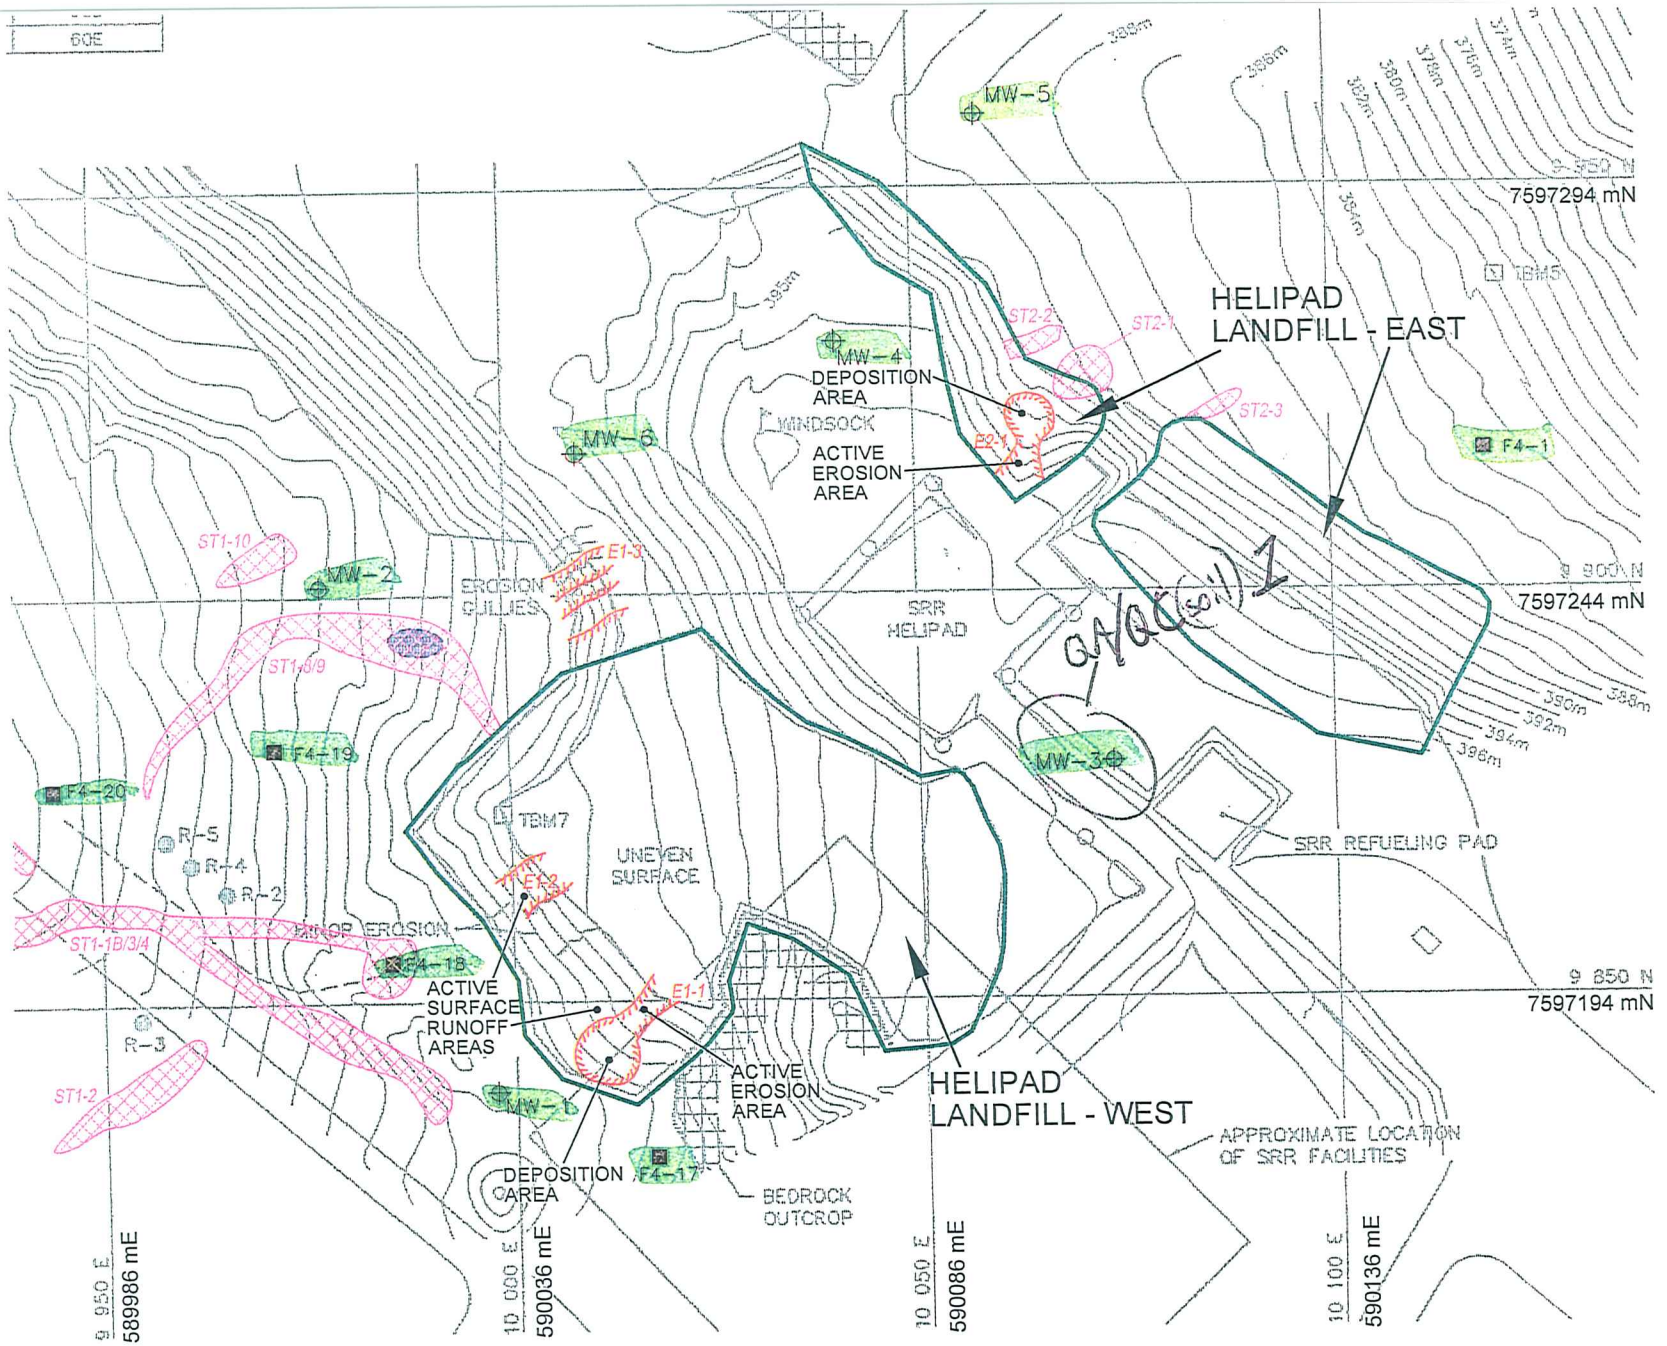 60E
388m
386m
382m
380m
378m
376m
374m
MW-5
9 950 N
7597294 mN
384m
TBM5
395m
HELIPAD
LANDFILL - EAST
ST2-2
ST2-1
ST2-3
MW-4
DEPOSITION
AREA
WINDSOCK
E2-1
ACTIVE
EROSION
AREA
MW-6
F4-1
ST1-10
MW-2
E1-3
EROSION
GULLIES
9 900 N
7597244 mN
SRR
HELIPAD
QA/QC (soil) 1
ST1-8/9
390m
388m
392m
394m
396m
F4-19
MW-3
F4-20
TBM7
R-5
R-4
R-2
UNEVEN
SURFACE
SRR REFUELING PAD
E1-2
MINOR EROSION
ST1-1B/3/4
F4-18
ACTIVE
SURFACE
RUNOFF
AREAS
E1-1
9 850 N
7597194 mN
R-3
ST1-2
ACTIVE
EROSION
AREA
HELIPAD
LANDFILL - WEST
MW-1
APPROXIMATE LOCATION
OF SRR FACILITIES
DEPOSITION
AREA
F4-17
BEDROCK
OUTCROP
9 950 E
589986 mE
10 000 E
590036 mE
10 050 E
590086 mE
10 100 E
590136 mE